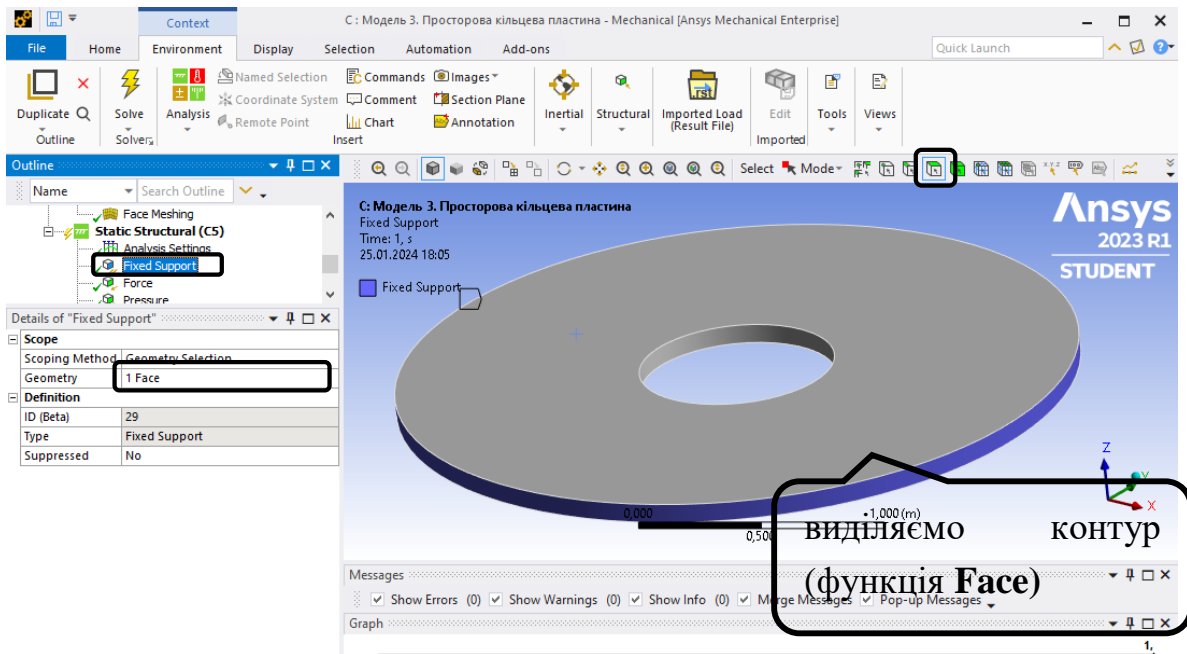 Context
C : Модель 3. Просторова кільцева пластина - Mechanical [Ansys Mechanical Enterprise]
File Home Environment Display Selection Automation Add-ons Quick Launch
Duplicate Solve Analysis Named Selection Commands Images
Coordinate System Comment Section Plane
Remote Point Chart Annotation
Inertial Structural Imported Load (Result File) Edit Tools Views
Outline Solvers Insert Imported
Outline
Name Search Outline
Select Mode
Face Meshing
Static Structural (C5)
Analysis Settings
Fixed Support
Force
Pressure
Details of "Fixed Support"
Scope
Scoping Method Geometry Selection
Geometry 1 Face
Definition
ID (Beta) 29
Type Fixed Support
Suppressed No
C: Модель 3. Просторова кільцева пластина
Fixed Support
Time: 1, s
25.01.2024 18:05
Fixed Support
Ansys
2023 R1
STUDENT
Z
Y
X
0,000 1,000 (m)
0,500
виділяємо контур
(функція Face)
Messages
Show Errors (0) Show Warnings (0) Show Info (0) Merge Messages Pop-up Messages
Graph
1,